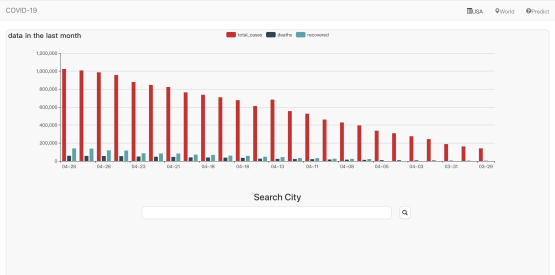 COVID-19
USA World Predict
data in the last month
total_cases deaths recovered
1,200,000
1,000,000
800,000
600,000
400,000
200,000
0
04-28 04-26 04-23 04-21 04-18 04-16 04-13 04-11 04-08 04-05 04-03 03-31 03-29
Search City